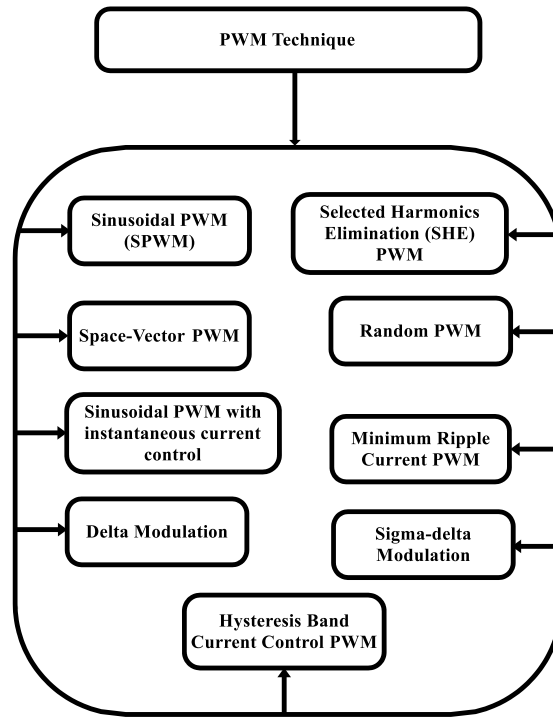 PWM Technique
Sinusoidal PWM
(SPWM)
Selected Harmonics
Elimination (SHE)
PWM
Space-Vector PWM
Random PWM
Sinusoidal PWM with
instantaneous current
control
Minimum Ripple
Current PWM
Delta Modulation
Sigma-delta
Modulation
Hysteresis Band
Current Control PWM